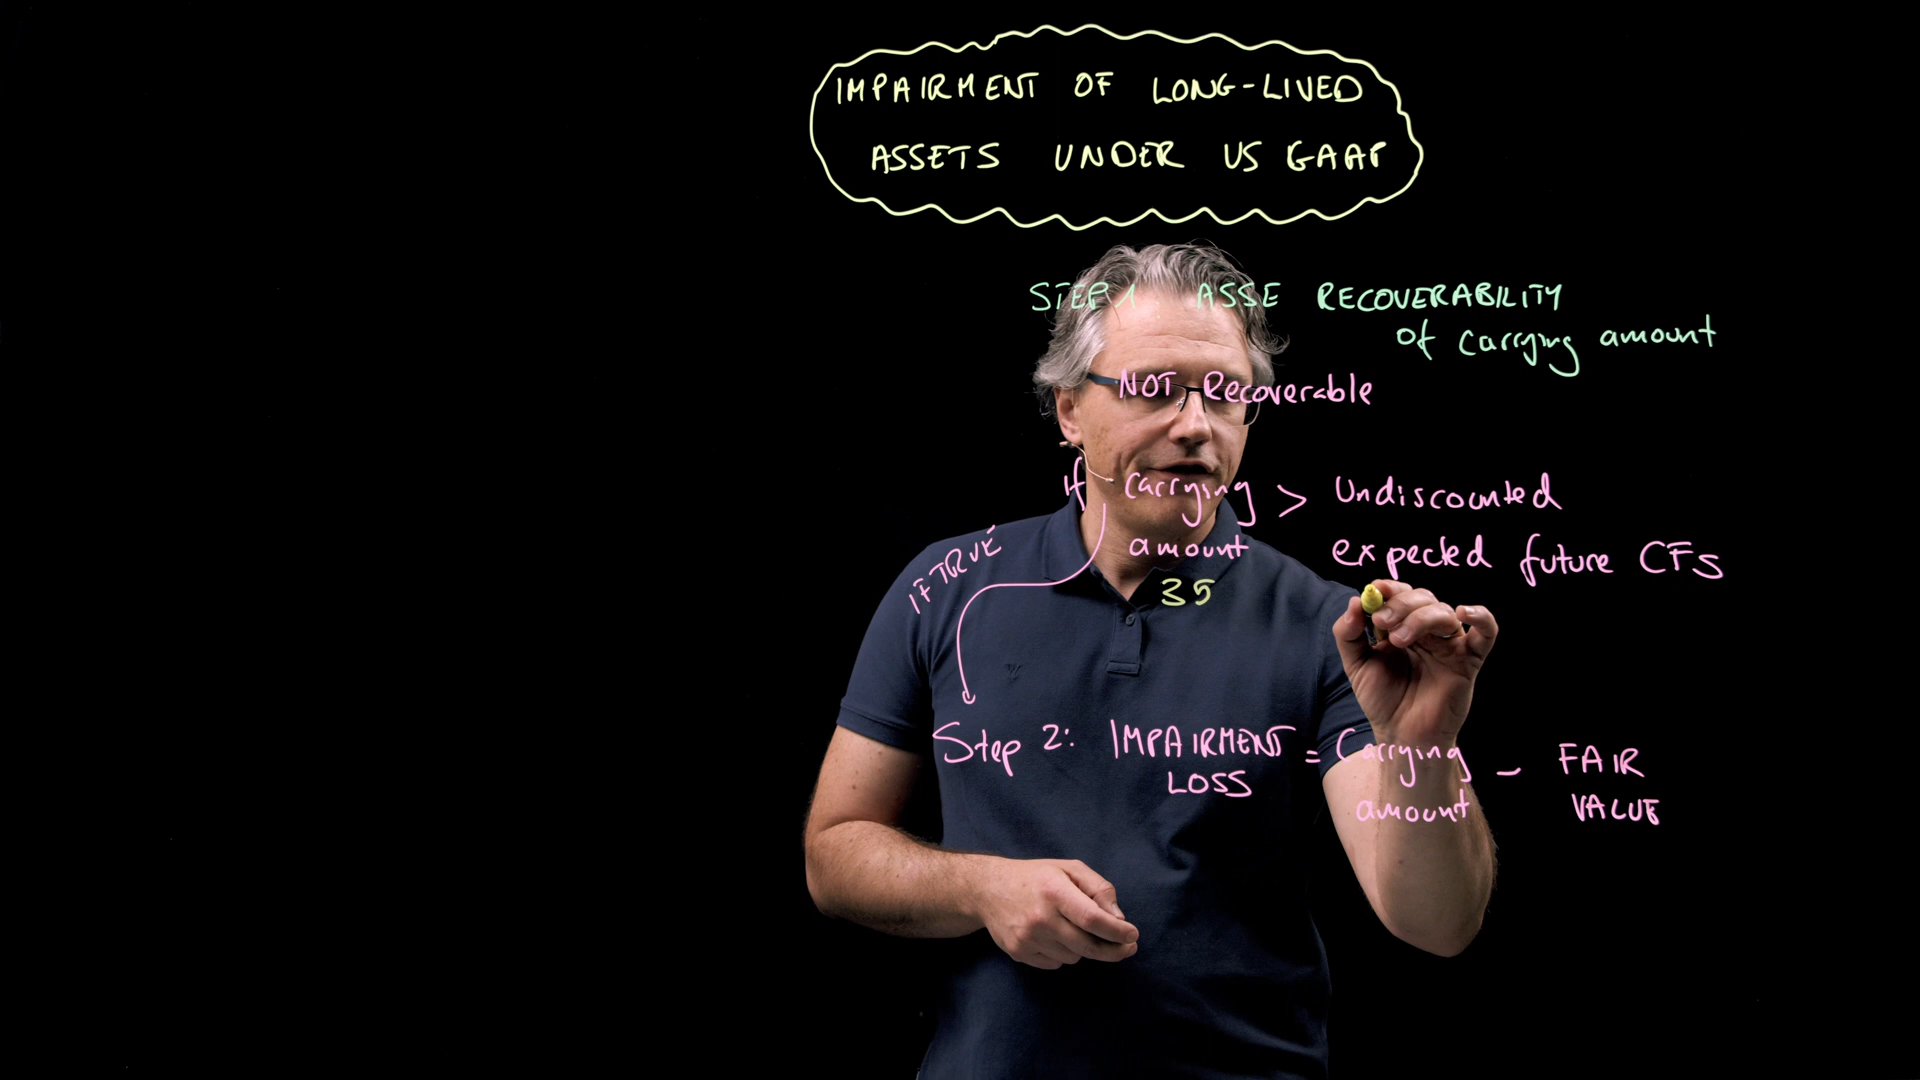 IMPAIRMENT OF LONG-LIVED
ASSETS UNDER US GAAP
STEP 1 ASSE RECOVERABILITY
of carrying amount
NOT Recoverable
If Carrying > Undiscounted
amount expected future CFs
IF TRUE
35
Step 2: IMPAIRMENT LOSS = Carrying amount - FAIR VALUE